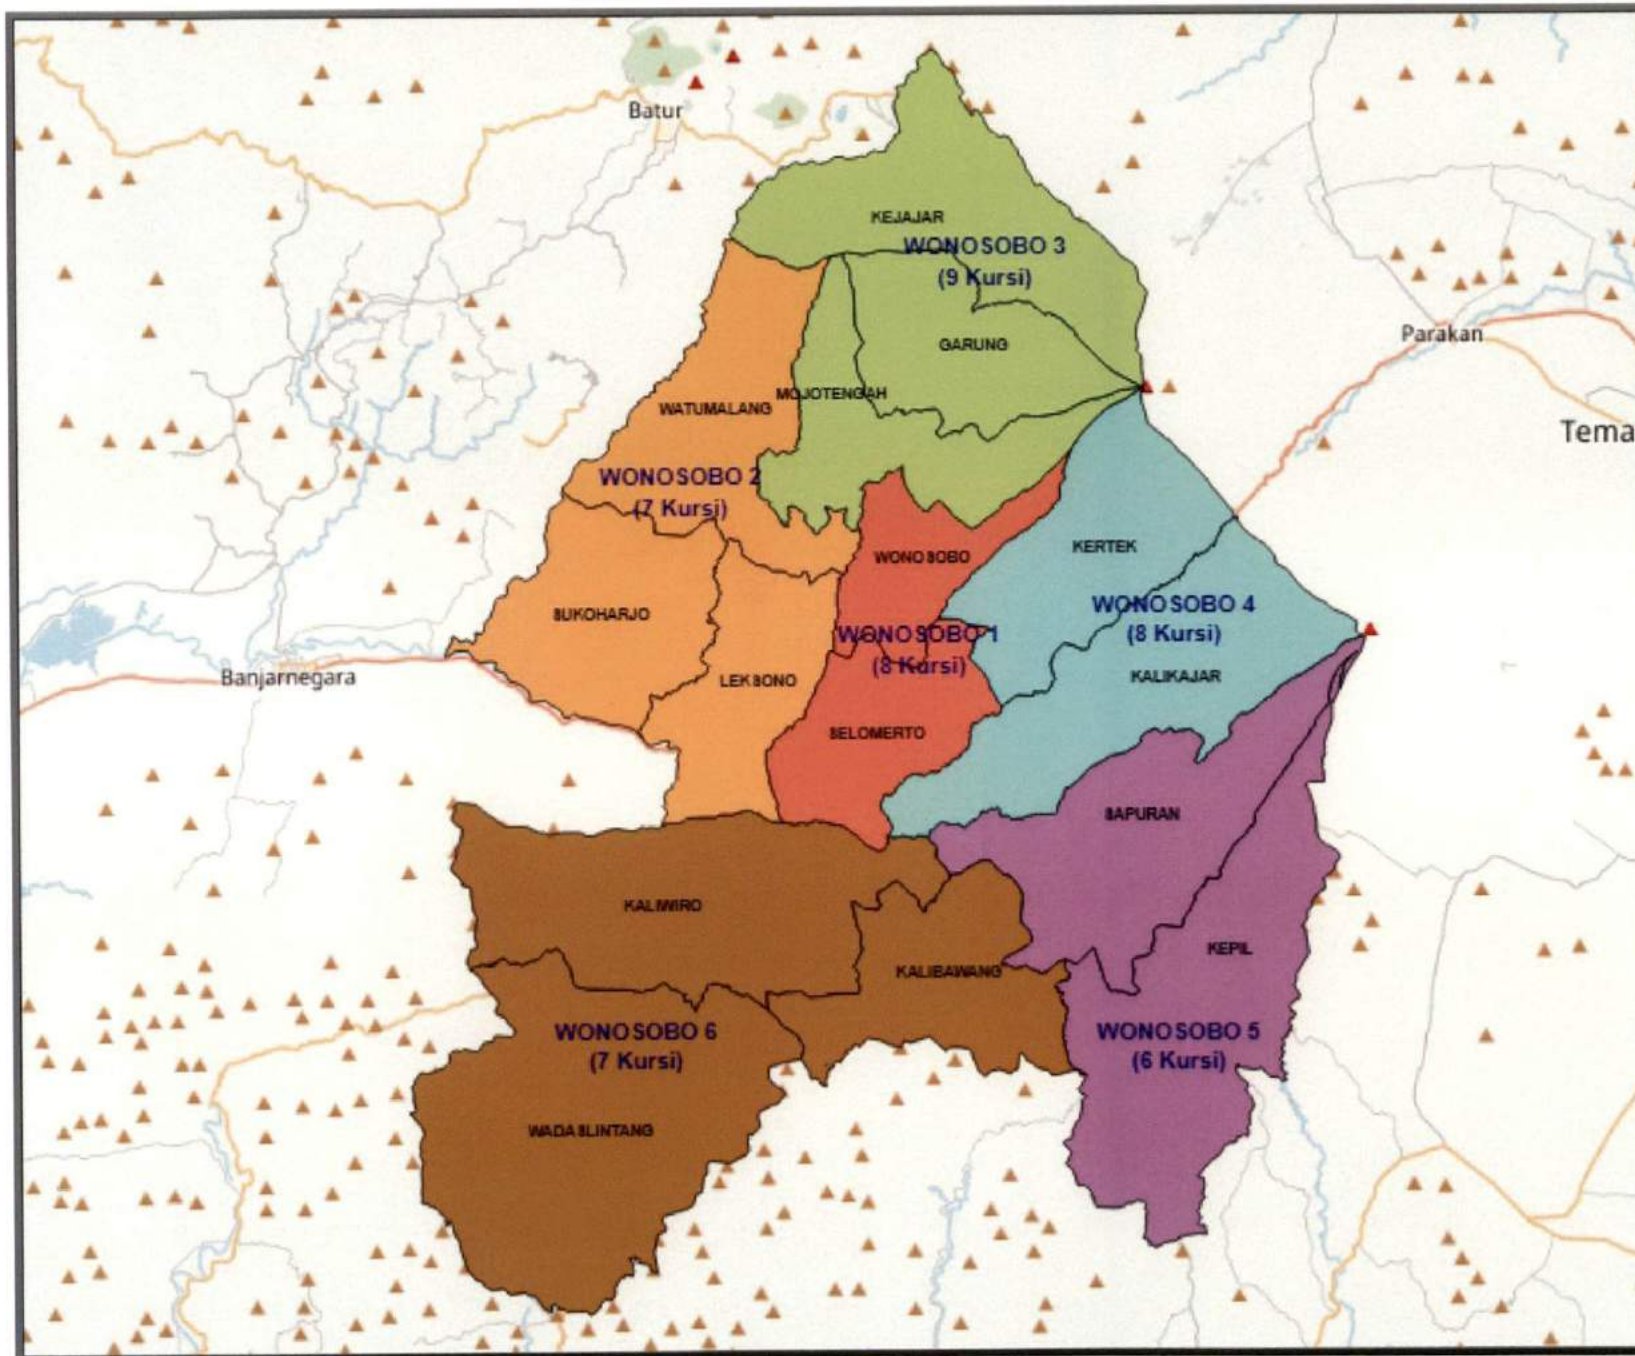 Batur
KEJAJAR
WONOSOBO 3
(9 Kursi)
Parakan
GARUNG
MOJOTENGAH
WATUMALANG
Tema
WONOSOBO 2
(7 Kursi)
KERTEK
WONOSOBO
WONOSOBO 4
(8 Kursi)
SUKOHARJO
WONOSOBO 1
(8 Kursi)
Banjarnegara
LEKSONO
KALIKAJAR
SELOMERTO
SAPURAN
KALIWIRO
KEPIL
KALIBAWANG
WONOSOBO 6
(7 Kursi)
WONOSOBO 5
(6 Kursi)
WADASLINTANG